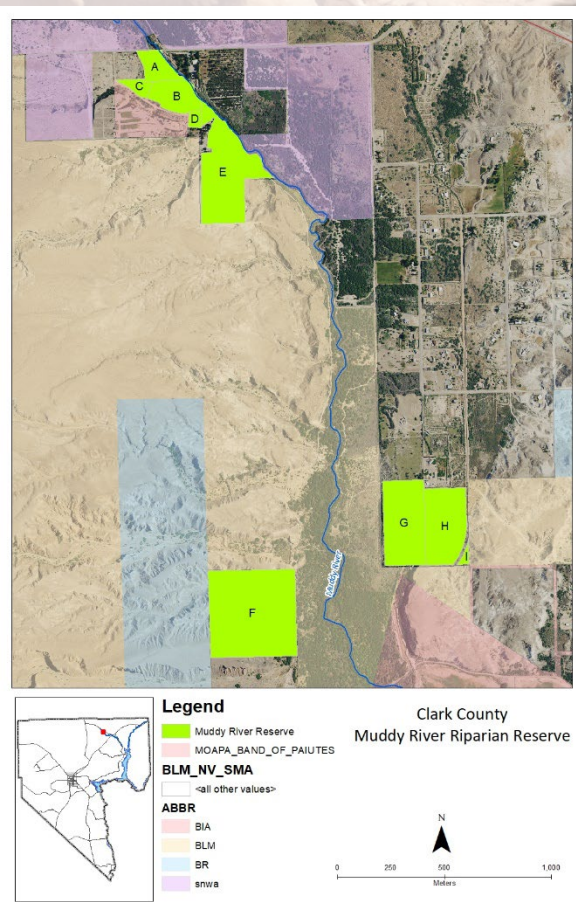 A
C
B
D
E
G
H
I
F
Muddy River
Legend
Muddy River Reserve
MOAPA_BAND_OF_PAIUTES
BLM_NV_SMA
<all other values>
ABBR
BIA
BLM
BR
snwa
Clark County
Muddy River Riparian Reserve
N
0 250 500 1,000
Meters